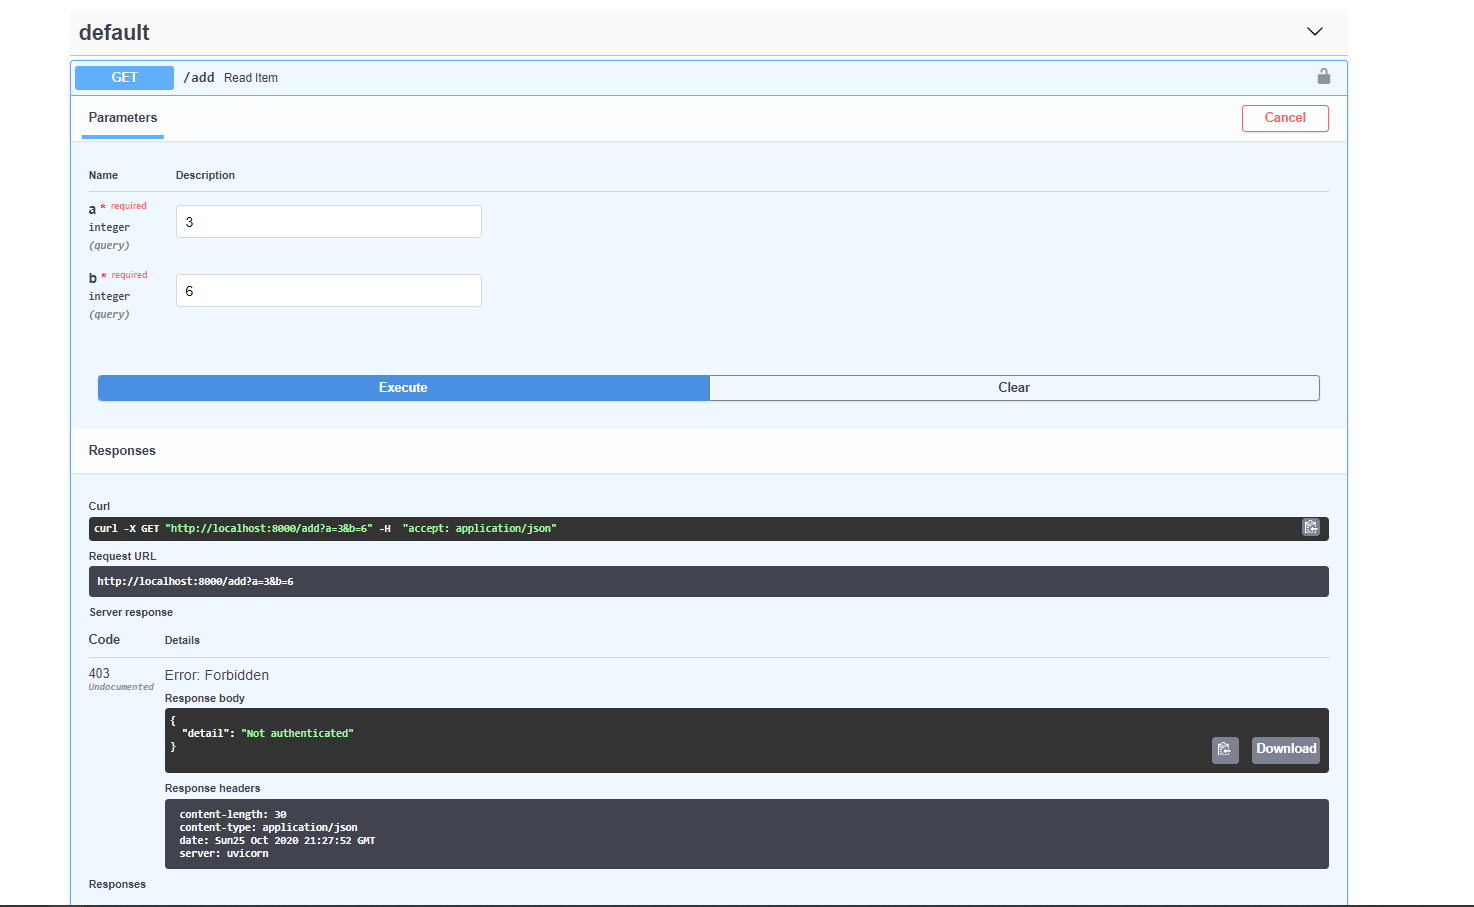 default
GET /add Read Item
Parameters
Cancel
Name Description
a * required
integer
(query)
3
b * required
integer
(query)
6
Execute Clear
Responses
Curl
curl -X GET "http://localhost:8000/add?a=3&b=6" -H  "accept: application/json"
Request URL
http://localhost:8000/add?a=3&b=6
Server response
Code Details
403 Error: Forbidden
Undocumented
Response body
{
  "detail": "Not authenticated"
}
Download
Response headers
content-length: 30
content-type: application/json
date: Sun25 Oct 2020 21:27:52 GMT
server: uvicorn
Responses